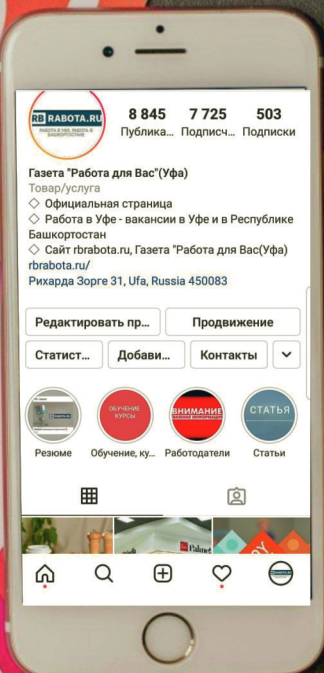 RB RABOTA.RU
РАБОТА В УФЕ, РАБОТА В
БАШКОРТОСТАНЕ
8 845 7 725 503
Публика... Подписч... Подписки
Газета "Работа для Вас"(Уфа)
Товар/услуга
◇ Официальная страница
◇ Работа в Уфе - вакансии в Уфе и в Республике
Башкортостан
◇ Сайт rbrabota.ru, Газета "Работа для Вас(Уфа)
rbrabota.ru/
Рихарда Зорге 31, Ufa, Russia 450083
Редактировать пр... Продвижение
Статист... Добави... Контакты
ОБУЧЕНИЕ
КУРСЫ
ВНИМАНИЕ
СТАТЬЯ
Резюме Обучение, ку... Работодатели Статьи